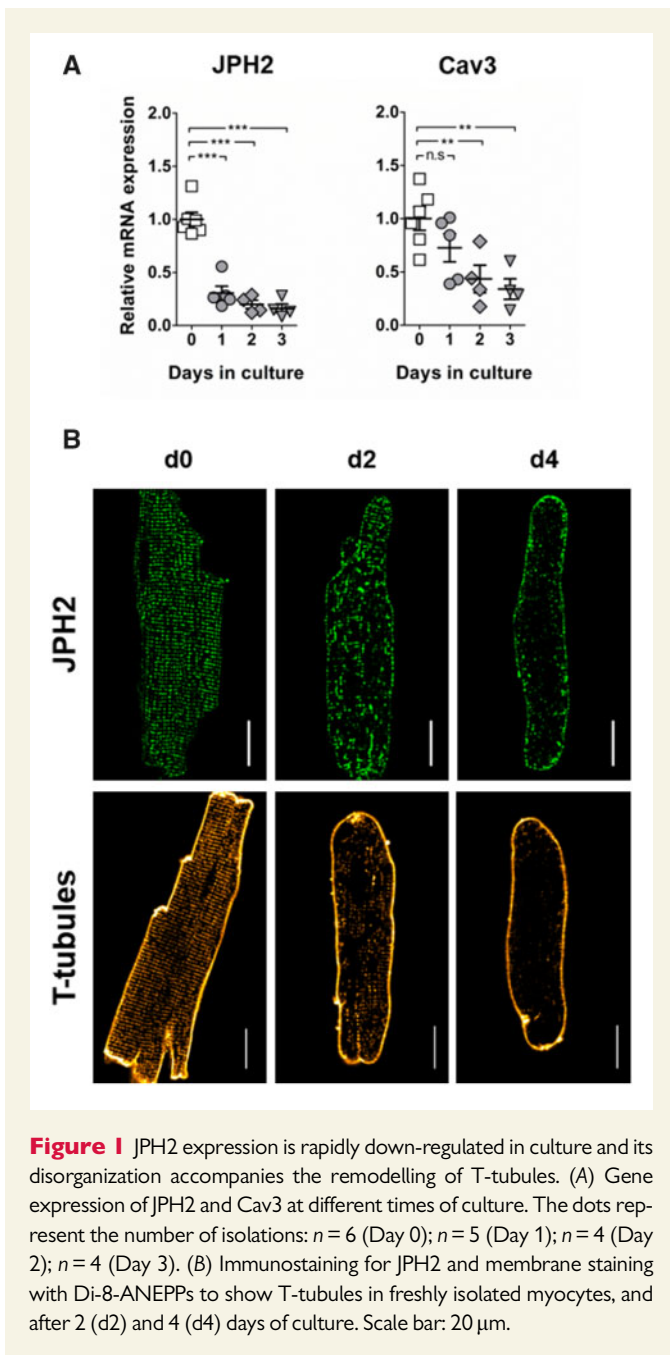 A
JPH2
Cav3
Relative mRNA expression
2.0
1.5
1.0
0.5
0.0
***
***
***
0 1 2 3
Days in culture
2.0
1.5
1.0
0.5
0.0
**
**
n.s
0 1 2 3
Days in culture
B
d0 d2 d4
JPH2
T-tubules
Figure 1 JPH2 expression is rapidly down-regulated in culture and its
disorganization accompanies the remodelling of T-tubules. (A) Gene
expression of JPH2 and Cav3 at different times of culture. The dots rep-
resent the number of isolations: n = 6 (Day 0); n = 5 (Day 1); n = 4 (Day
2); n = 4 (Day 3). (B) Immunostaining for JPH2 and membrane staining
with Di-8-ANEPPs to show T-tubules in freshly isolated myocytes, and
after 2 (d2) and 4 (d4) days of culture. Scale bar: 20 μm.